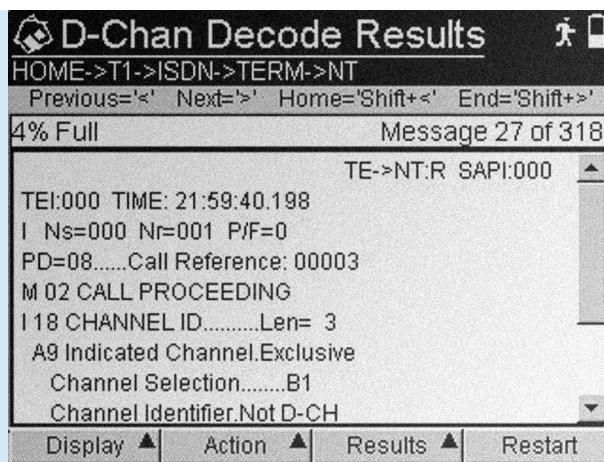 D-Chan Decode Results
HOME->T1->ISDN->TERM->NT
Previous='<' Next='>' Home='Shift+<' End='Shift+>'
4% Full Message 27 of 318
TE->NT:R SAPI:000
TEI:000 TIME: 21:59:40.198
I Ns=000 Nr=001 P/F=0
PD=08......Call Reference: 00003
M 02 CALL PROCEEDING
I 18 CHANNEL ID..........Len= 3
A9 Indicated Channel.Exclusive
Channel Selection........B1
Channel Identifier.Not D-CH
Display Action Results Restart